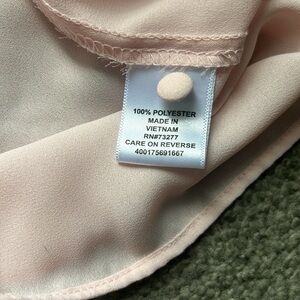 100% POLYESTER
MADE IN
VIETNAM
RN#73277
CARE ON REVERSE
400175691667